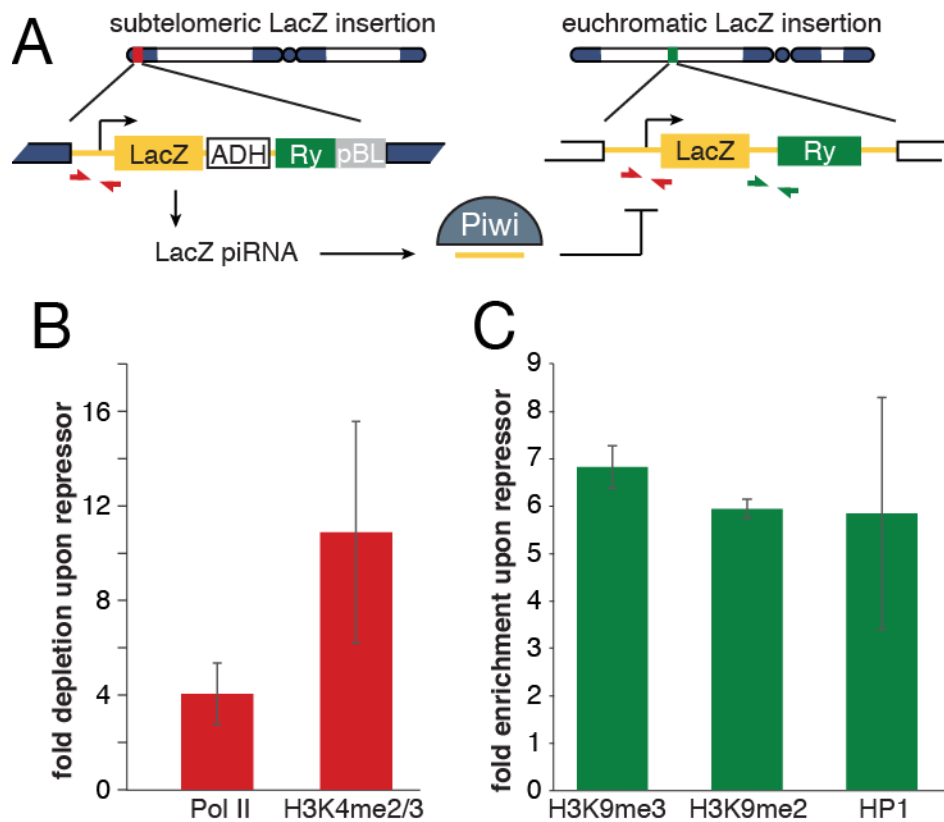 A
subtelomeric LacZ insertion
euchromatic LacZ insertion
LacZ ADH Ry pBL
LacZ Ry
LacZ piRNA
Piwi
B
fold depletion upon repressor
16
12
8
4
0
Pol II H3K4me2/3
C
fold enrichment upon repressor
9
8
7
6
5
4
3
2
1
0
H3K9me3 H3K9me2 HP1